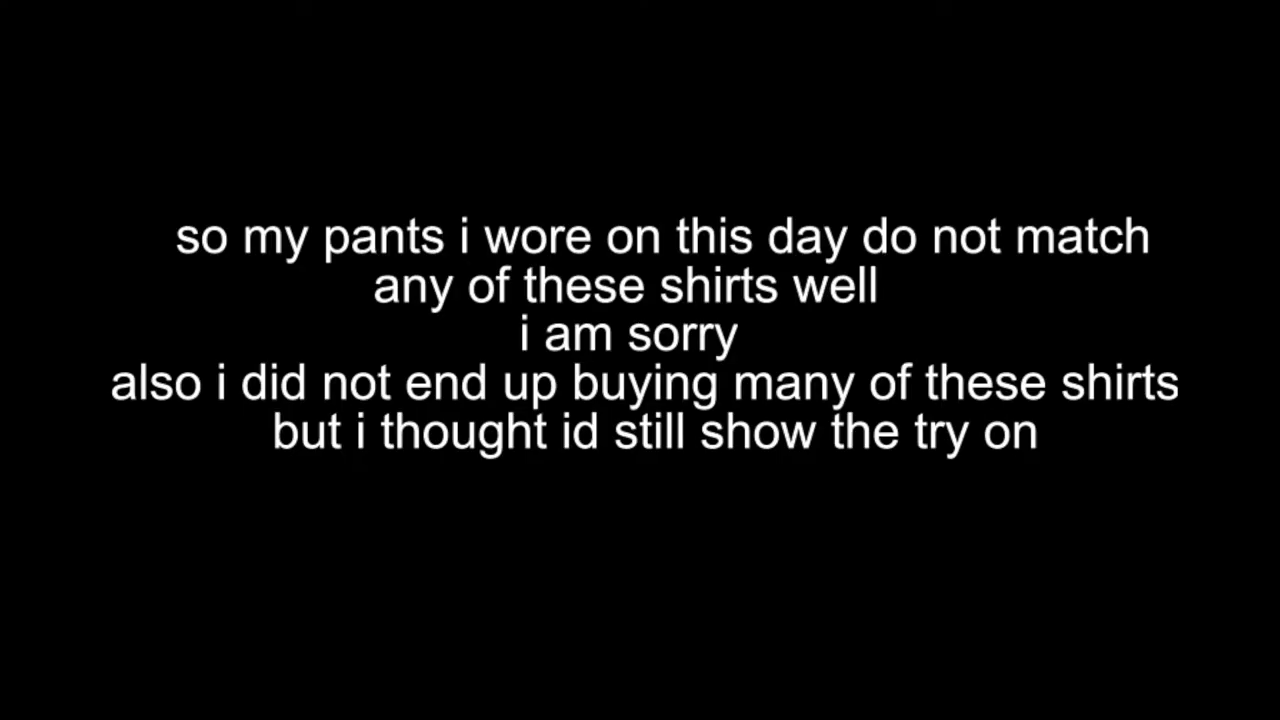 so my pants i wore on this day do not match
any of these shirts well
i am sorry
also i did not end up buying many of these shirts
but i thought id still show the try on